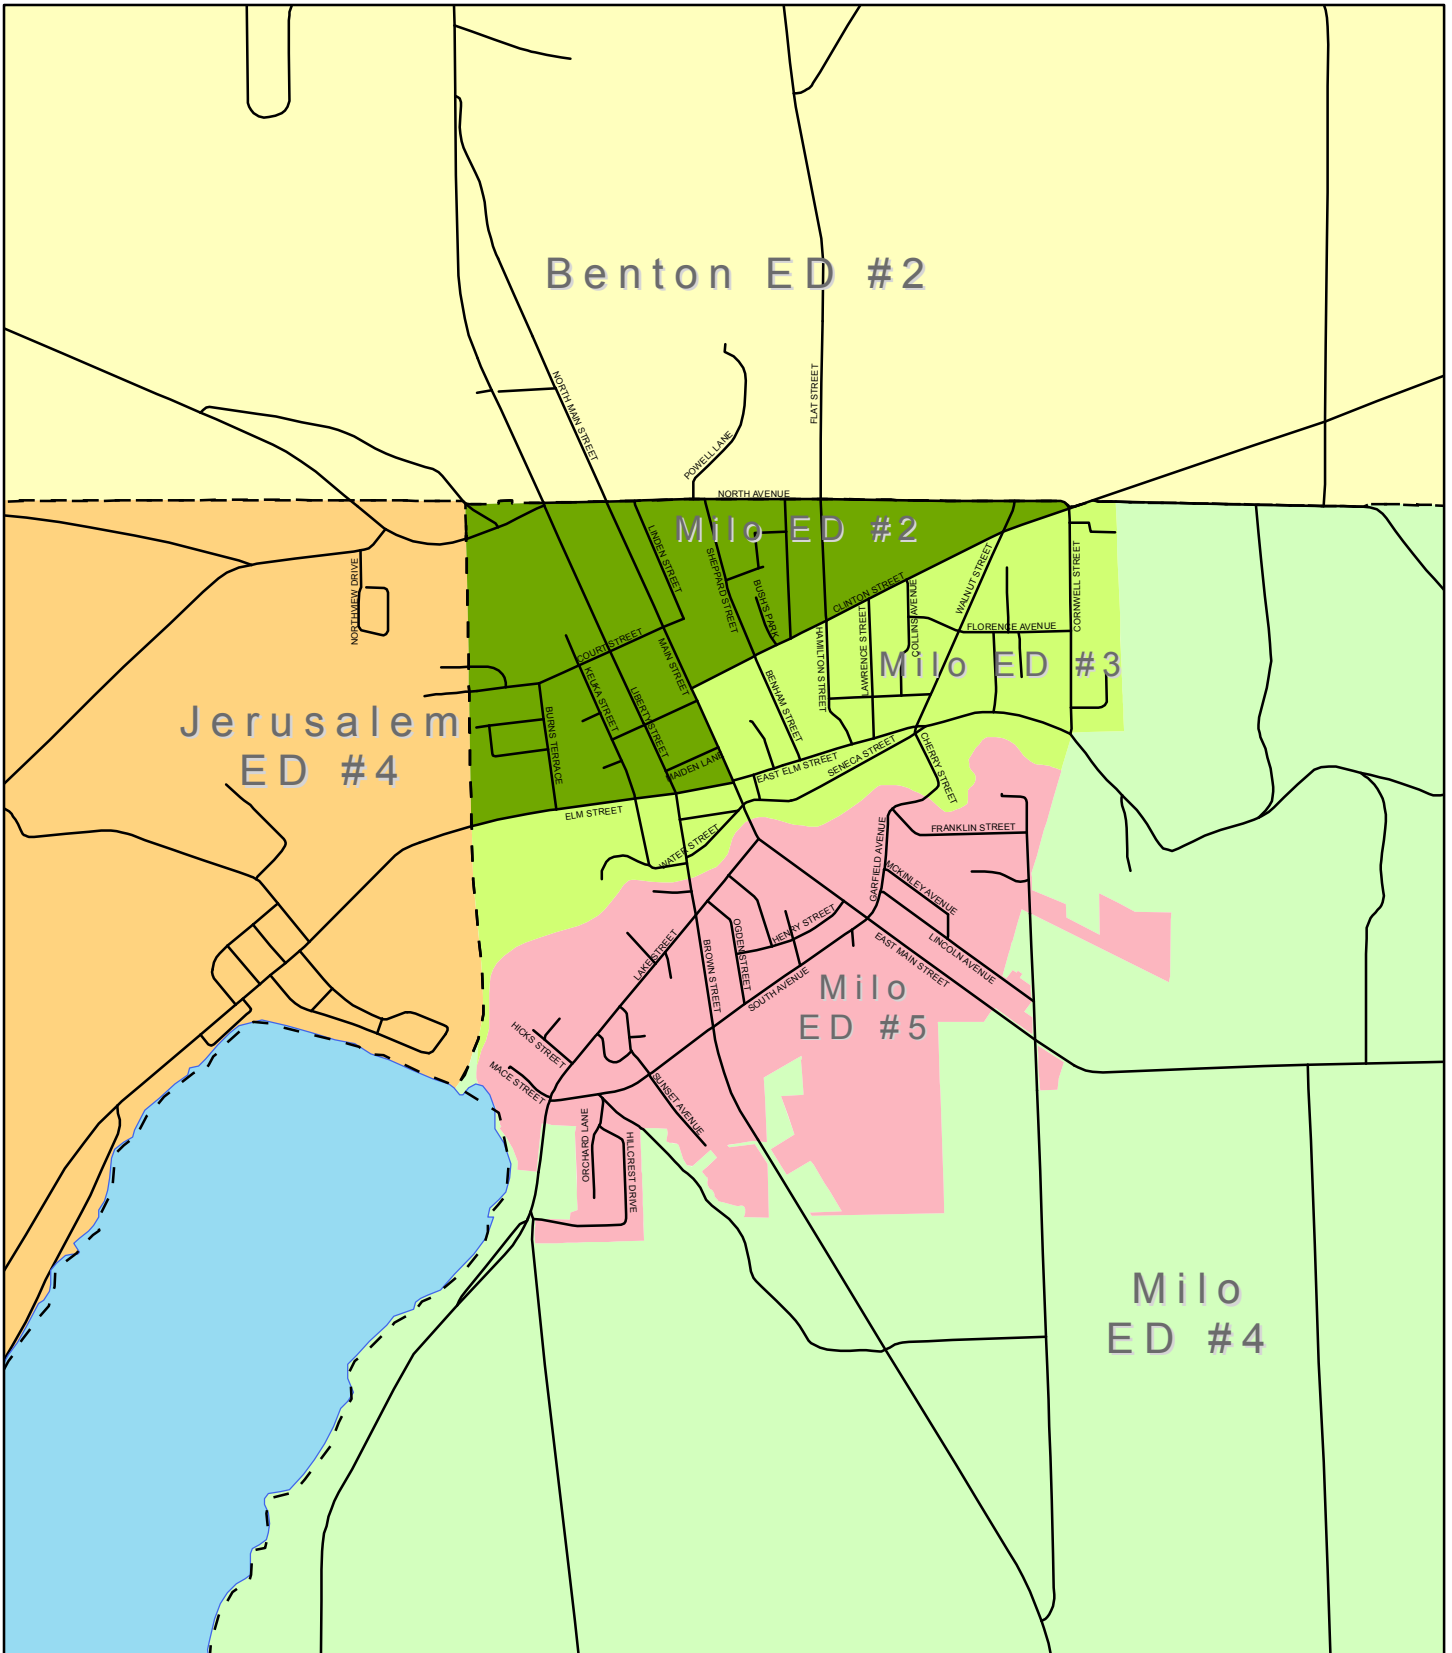 Benton ED #2
NORTH MAIN STREET
FLAT STREET
POWELL LANE
NORTH AVENUE
Milo ED #2
LINDEN STREET
SHEPPARD STREET
BUSH'S PARK
CLINTON STREET
WALNUT STREET
CORNWELL STREET
NORTHVIEW DRIVE
COLLINS AVENUE
LAWRENCE STREET
HAMILTON STREET
FLORENCE AVENUE
COURT STREET
MAIN STREET
Milo ED #3
KEUKA STREET
LIBERTY STREET
BENHAM STREET
Jerusalem
ED #4
BURNS TERRACE
MAIDEN LANE
EAST ELM STREET
SENECA STREET
CHERRY STREET
ELM STREET
WATER STREET
FRANKLIN STREET
GARFIELD AVENUE
MCKINLEY AVENUE
LAKE STREET
BROWN STREET
OGDEN STREET
HENRY STREET
LINCOLN AVENUE
EAST MAIN STREET
SOUTH AVENUE
Milo
ED #5
HICKS STREET
MACE STREET
SUNSET AVENUE
ORCHARD LANE
HILLCREST DRIVE
Milo
ED #4